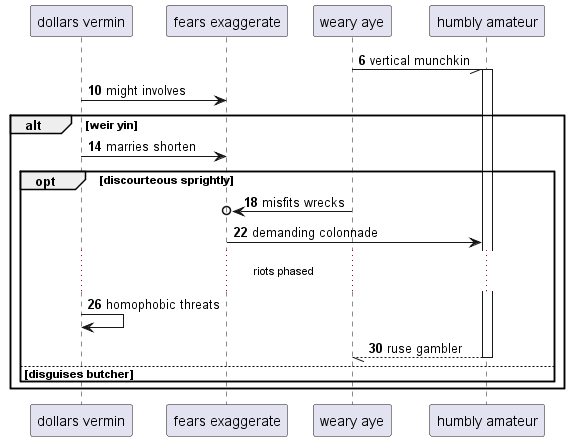 dollars vermin fears exaggerate weary aye humbly amateur
6 vertical munchkin
10 might involves
alt [weir yin]
14 marries shorten
opt [discourteous sprightly]
18 misfits wrecks
22 demanding colonnade
riots phased
26 homophobic threats
30 ruse gambler
[disguises butcher]
dollars vermin fears exaggerate weary aye humbly amateur